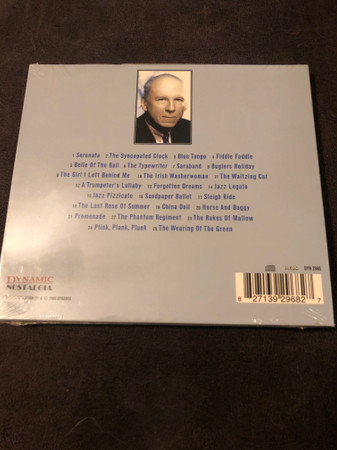 1 Serenata 2 The Syncopated Clock 3 Blue Tango 4 Fiddle Faddle
5 Belle Of The Ball 6 The Typewriter 7 Saraband 8 Buglers Holiday
9 The Girl I Left Behind Me 10 The Irish Washerwoman 11 The Waltzing Cat
12 A Trumpeter's Lullaby 13 Forgotten Dreams 14 Jazz Legato
15 Jazz Pizzicato 16 Sandpaper Ballet 17 Sleigh Ride
18 The Last Rose Of Summer 19 China Doll 20 Horse And Buggy
21 Promenade 22 The Phantom Regiment 23 The Rakes Of Mallow
24 Plink, Plank, Plunk 25 The Wearing Of The Green
DYNAMIC
NOSTALGIA
8 27139 29682 7